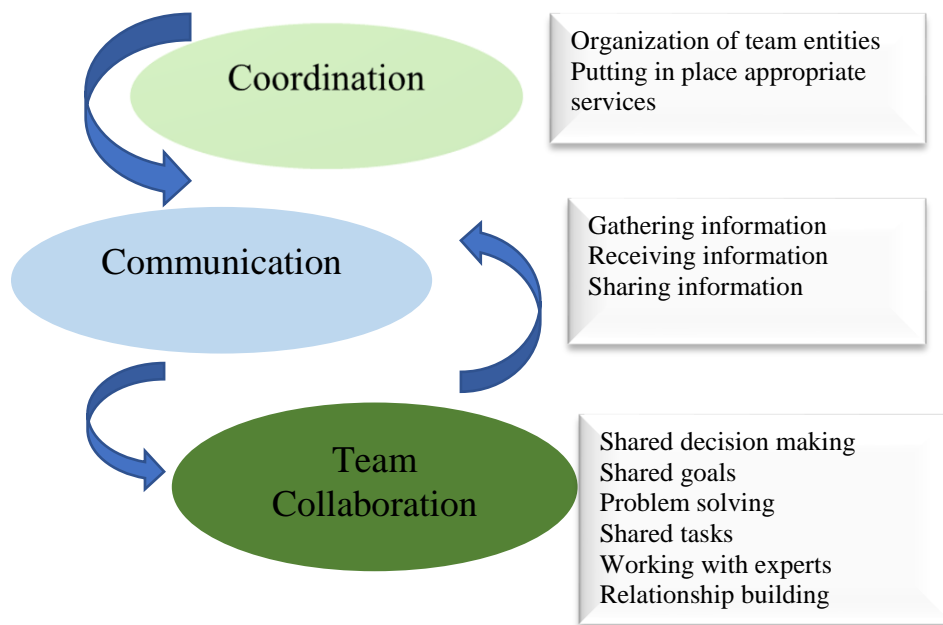 Coordination
Organization of team entities
Putting in place appropriate
services
Communication
Gathering information
Receiving information
Sharing information
Team
Collaboration
Shared decision making
Shared goals
Problem solving
Shared tasks
Working with experts
Relationship building